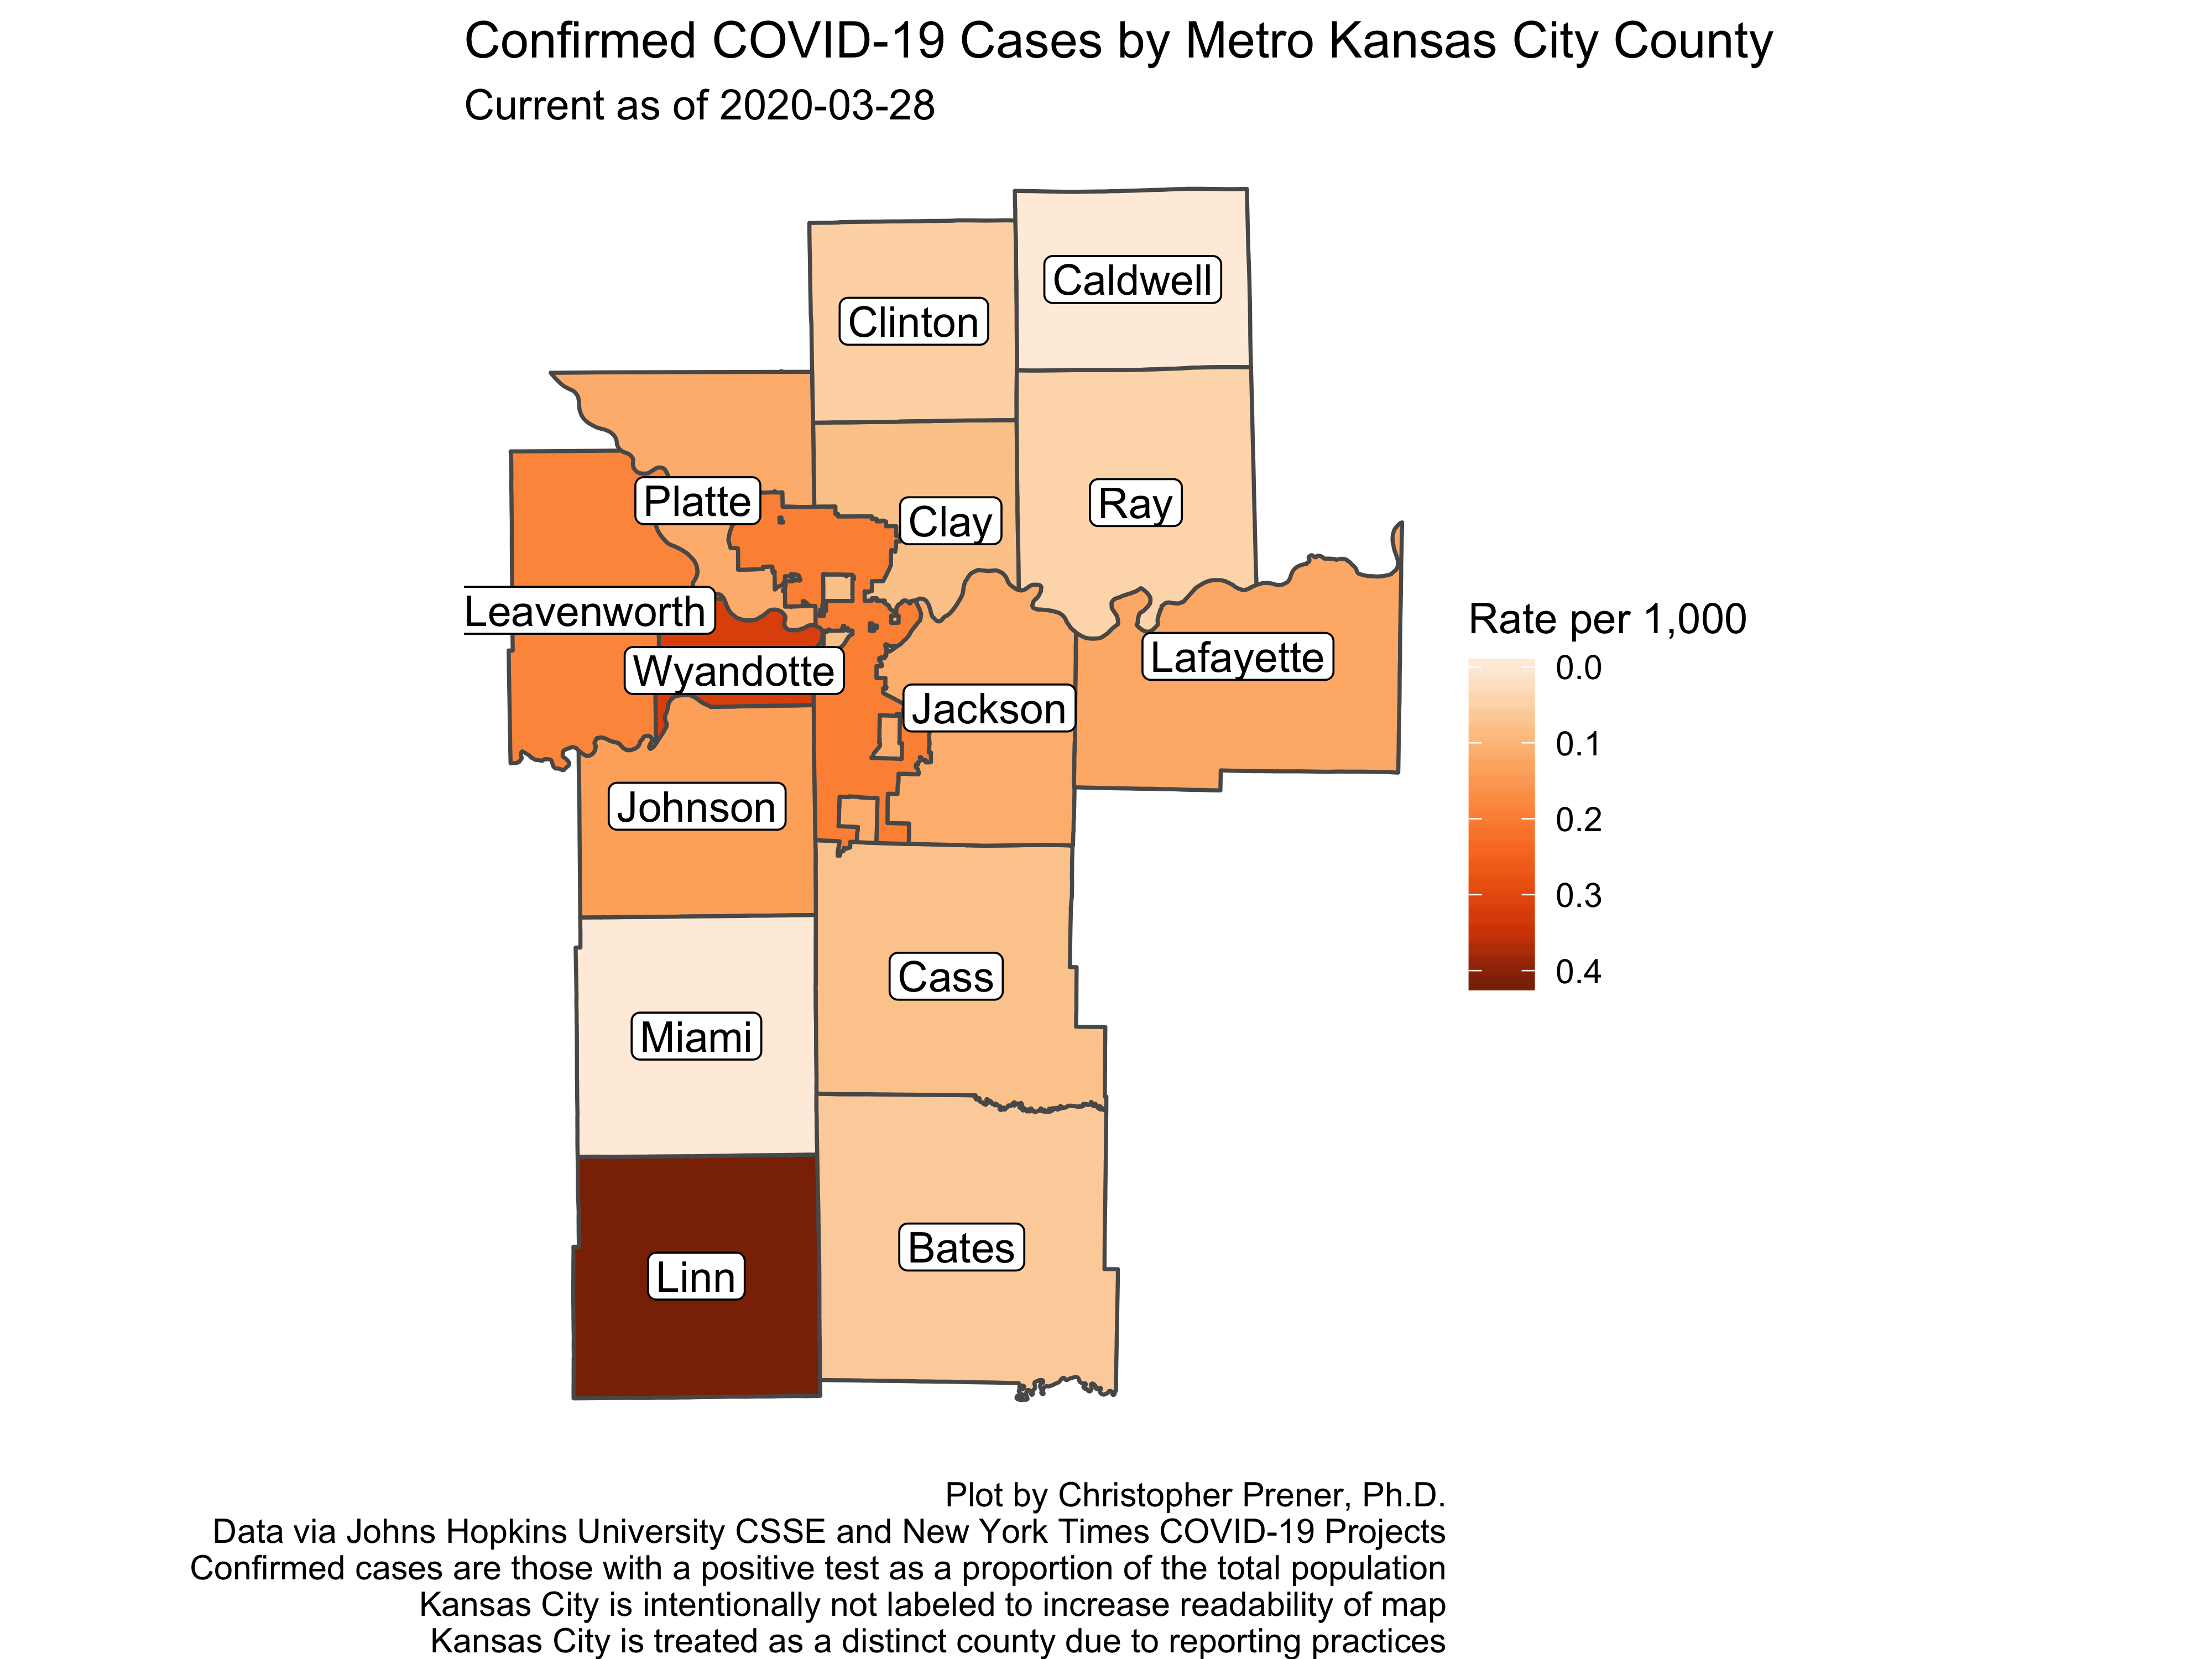 Confirmed COVID-19 Cases by Metro Kansas City County
Current as of 2020-03-28
Caldwell
Clinton
Platte
Clay
Ray
Leavenworth
Wyandotte
Lafayette
Jackson
Johnson
Cass
Miami
Bates
Linn
Rate per 1,000
0.0
0.1
0.2
0.3
0.4
Plot by Christopher Prener, Ph.D.
Data via Johns Hopkins University CSSE and New York Times COVID-19 Projects
Confirmed cases are those with a positive test as a proportion of the total population
Kansas City is intentionally not labeled to increase readability of map
Kansas City is treated as a distinct county due to reporting practices